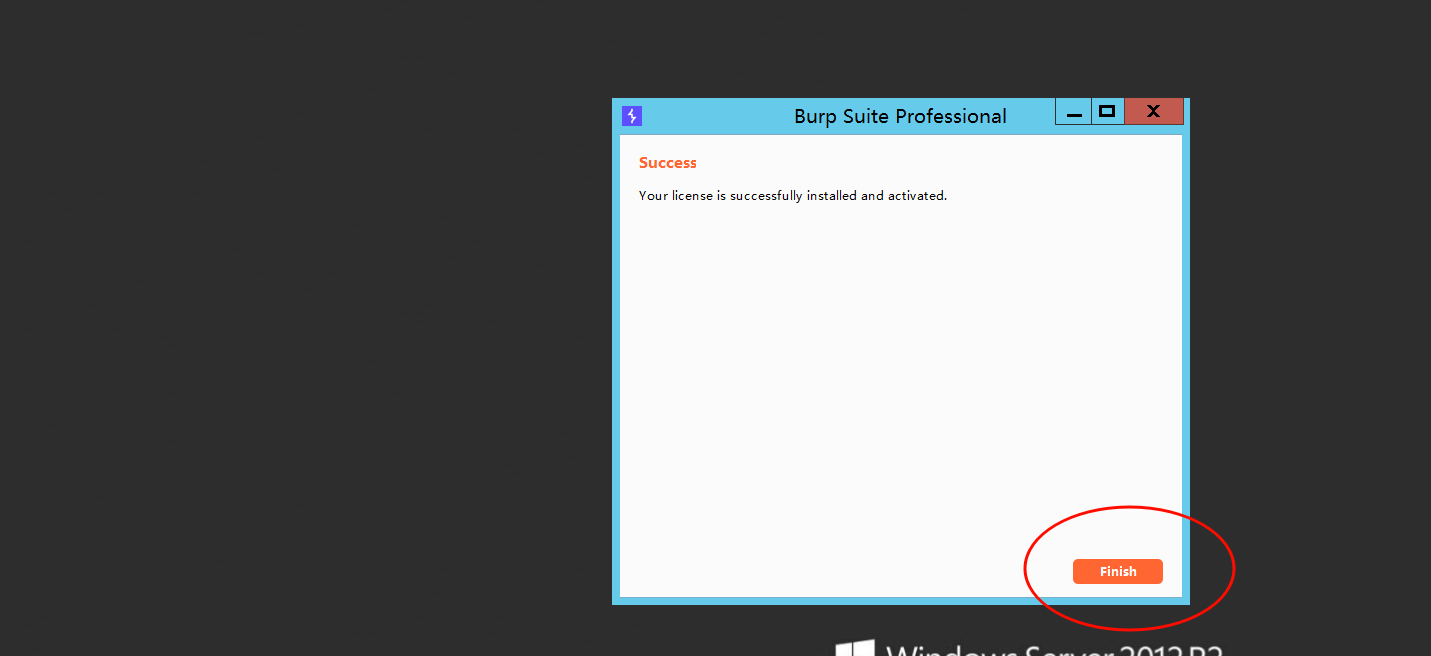 Burp Suite Professional
Success
Your license is successfully installed and activated.
Finish
Windows Server 2012 R2